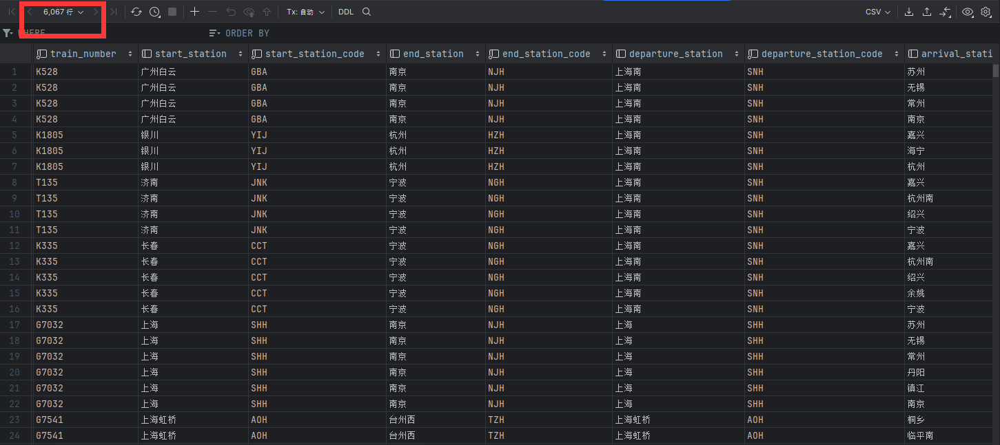 6,067 行 Tx: 自动 DDL CSV
WHERE ORDER BY
train_number start_station start_station_code end_station end_station_code departure_station departure_station_code arrival_stati
1 K528 广州白云 GBA 南京 NJH 上海南 SNH 苏州
2 K528 广州白云 GBA 南京 NJH 上海南 SNH 无锡
3 K528 广州白云 GBA 南京 NJH 上海南 SNH 常州
4 K528 广州白云 GBA 南京 NJH 上海南 SNH 南京
5 K1805 银川 YIJ 杭州 HZH 上海南 SNH 嘉兴
6 K1805 银川 YIJ 杭州 HZH 上海南 SNH 海宁
7 K1805 银川 YIJ 杭州 HZH 上海南 SNH 杭州
8 T135 济南 JNK 宁波 NGH 上海南 SNH 嘉兴
9 T135 济南 JNK 宁波 NGH 上海南 SNH 杭州南
10 T135 济南 JNK 宁波 NGH 上海南 SNH 绍兴
11 T135 济南 JNK 宁波 NGH 上海南 SNH 宁波
12 K335 长春 CCT 宁波 NGH 上海南 SNH 嘉兴
13 K335 长春 CCT 宁波 NGH 上海南 SNH 杭州南
14 K335 长春 CCT 宁波 NGH 上海南 SNH 绍兴
15 K335 长春 CCT 宁波 NGH 上海南 SNH 余姚
16 K335 长春 CCT 宁波 NGH 上海南 SNH 宁波
17 G7032 上海 SHH 南京 NJH 上海 SHH 苏州
18 G7032 上海 SHH 南京 NJH 上海 SHH 无锡
19 G7032 上海 SHH 南京 NJH 上海 SHH 常州
20 G7032 上海 SHH 南京 NJH 上海 SHH 丹阳
21 G7032 上海 SHH 南京 NJH 上海 SHH 镇江
22 G7032 上海 SHH 南京 NJH 上海 SHH 南京
23 G7541 上海虹桥 AOH 台州西 TZH 上海虹桥 AOH 桐乡
24 G7541 上海虹桥 AOH 台州西 TZH 上海虹桥 AOH 临平南